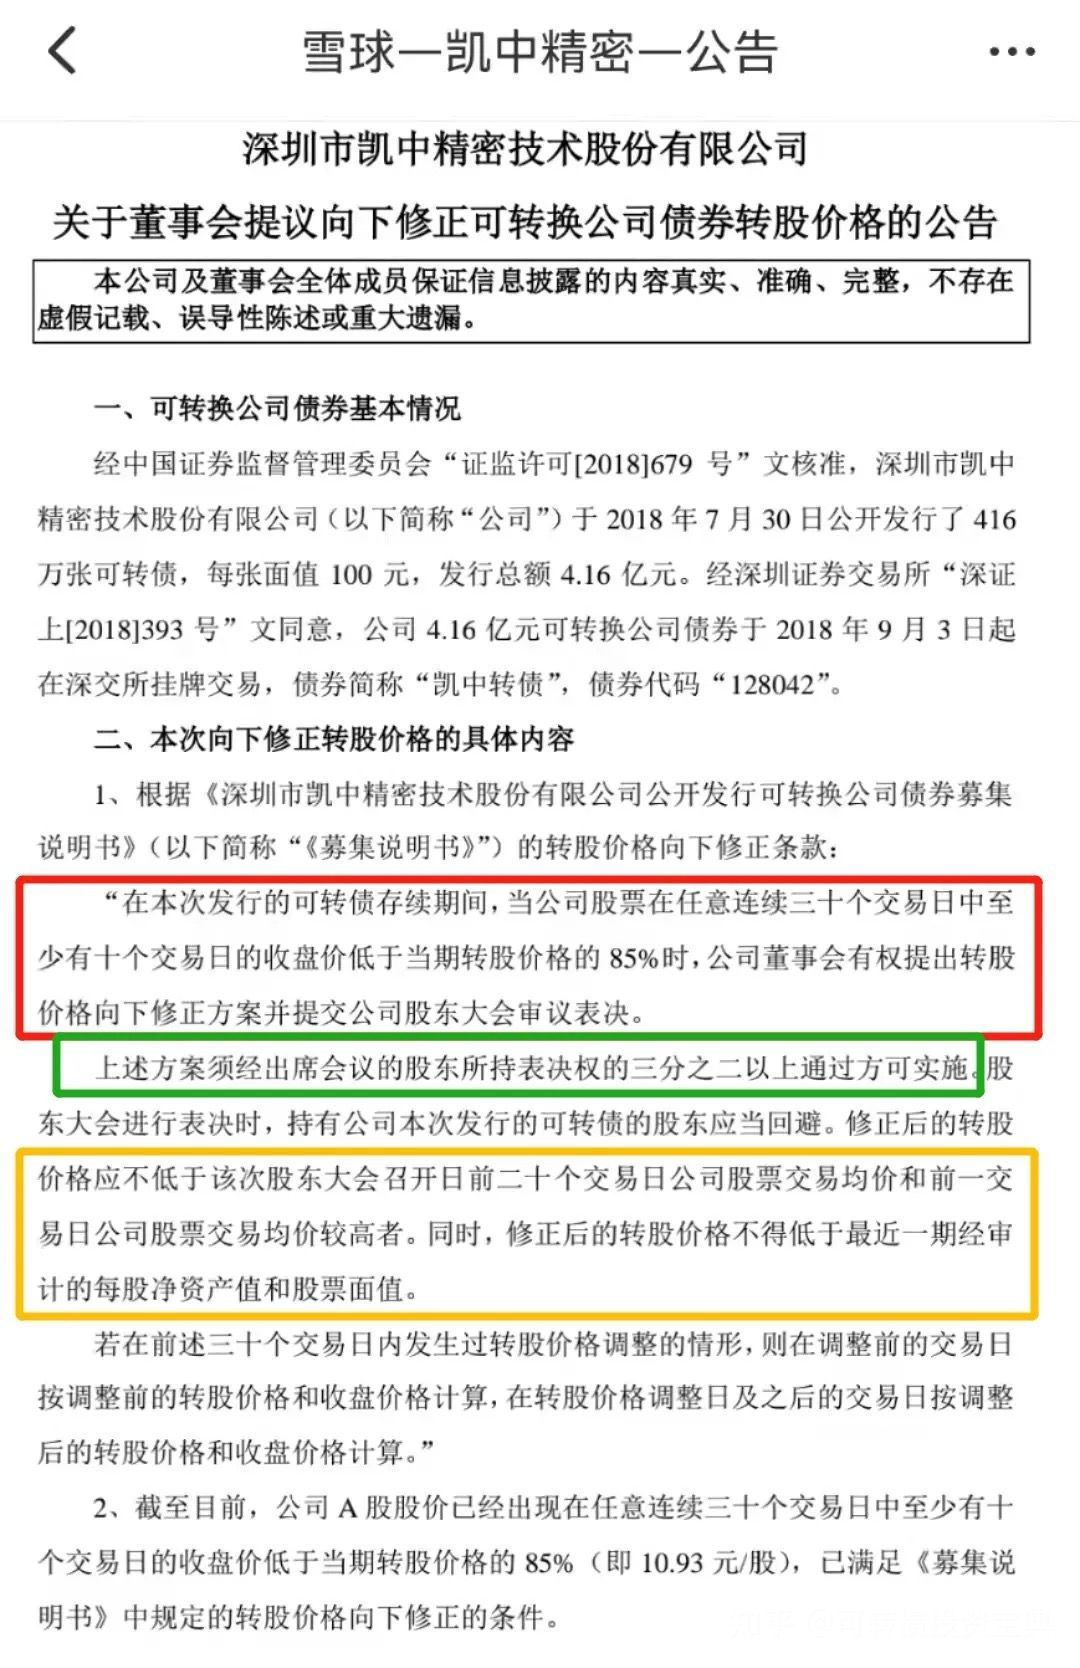 雪球—凯中精密—公告
深圳市凯中精密技术股份有限公司
关于董事会提议向下修正可转换公司债券转股价格的公告
本公司及董事会全体成员保证信息披露的内容真实、准确、完整，不存在
虚假记载、误导性陈述或重大遗漏。
一、可转换公司债券基本情况
经中国证券监督管理委员会“证监许可[2018]679 号”文核准，深圳市凯中
精密技术股份有限公司（以下简称“公司”）于 2018 年 7 月 30 日公开发行了 416
万张可转债，每张面值 100 元，发行总额 4.16 亿元。经深圳证券交易所“深证
上[2018]393 号”文同意，公司 4.16 亿元可转换公司债券于 2018 年 9 月 3 日起
在深交所挂牌交易，债券简称“凯中转债”，债券代码“128042”。
二、本次向下修正转股价格的具体内容
1、根据《深圳市凯中精密技术股份有限公司公开发行可转换公司债券募集
说明书》（以下简称“《募集说明书》”）的转股价格向下修正条款：
“在本次发行的可转债存续期间，当公司股票在任意连续三十个交易日中至
少有十个交易日的收盘价低于当期转股价格的 85%时，公司董事会有权提出转股
价格向下修正方案并提交公司股东大会审议表决。
上述方案须经出席会议的股东所持表决权的三分之二以上通过方可实施。股
东大会进行表决时，持有公司本次发行的可转债的股东应当回避。修正后的转股
价格应不低于该次股东大会召开日前二十个交易日公司股票交易均价和前一交
易日公司股票交易均价较高者。同时，修正后的转股价格不得低于最近一期经审
计的每股净资产值和股票面值。
若在前述三十个交易日内发生过转股价格调整的情形，则在调整前的交易日
按调整前的转股价格和收盘价格计算，在转股价格调整日及之后的交易日按调整
后的转股价格和收盘价格计算。”
2、截至目前，公司 A 股股价已经出现在任意连续三十个交易日中至少有十
个交易日的收盘价低于当期转股价格的 85%（即 10.93 元/股），已满足《募集说
明书》中规定的转股价格向下修正的条件。
知乎 @可转债投资宝典